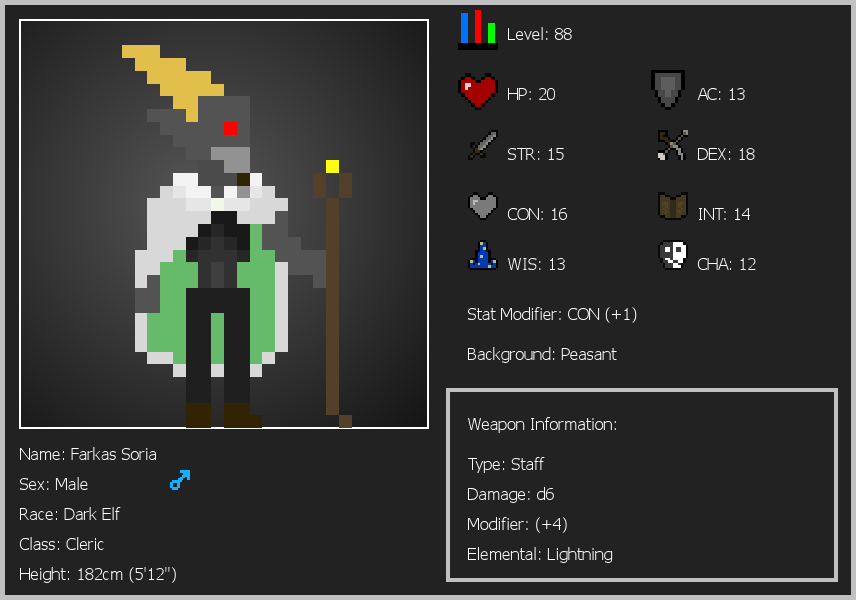 Level: 88
HP: 20
AC: 13
STR: 15
DEX: 18
CON: 16
INT: 14
WIS: 13
CHA: 12
Stat Modifier: CON (+1)
Background: Peasant
Weapon Information:
Type: Staff
Damage: d6
Modifier: (+4)
Elemental: Lightning
Name: Farkas Soria
Sex: Male
Race: Dark Elf
Class: Cleric
Height: 182cm (5'12")